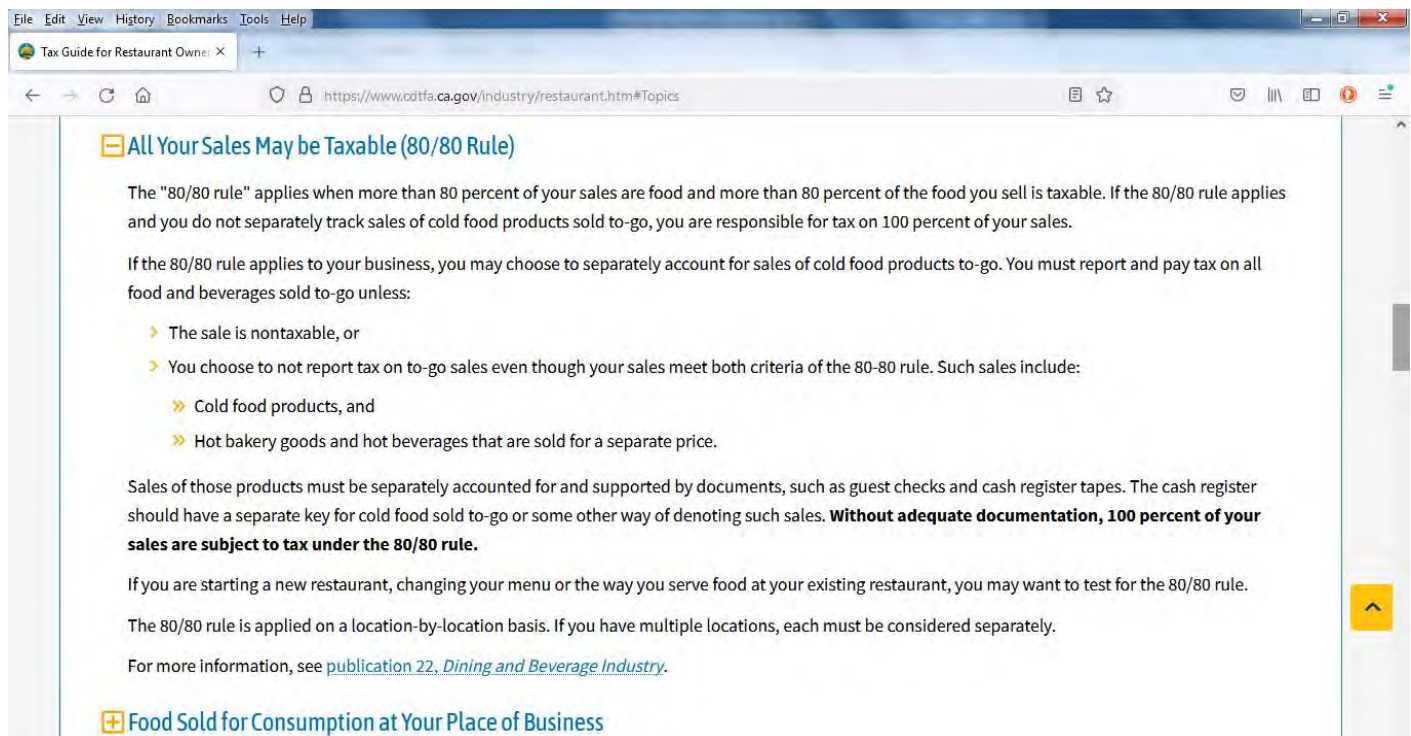 File Edit View History Bookmarks Tools Help
Tax Guide for Restaurant Owner
https://www.cdtfa.ca.gov/industry/restaurant.htm#Topics
All Your Sales May be Taxable (80/80 Rule)
The "80/80 rule" applies when more than 80 percent of your sales are food and more than 80 percent of the food you sell is taxable. If the 80/80 rule applies
and you do not separately track sales of cold food products sold to-go, you are responsible for tax on 100 percent of your sales.
If the 80/80 rule applies to your business, you may choose to separately account for sales of cold food products to-go. You must report and pay tax on all
food and beverages sold to-go unless:
The sale is nontaxable, or
You choose to not report tax on to-go sales even though your sales meet both criteria of the 80-80 rule. Such sales include:
Cold food products, and
Hot bakery goods and hot beverages that are sold for a separate price.
Sales of those products must be separately accounted for and supported by documents, such as guest checks and cash register tapes. The cash register
should have a separate key for cold food sold to-go or some other way of denoting such sales. Without adequate documentation, 100 percent of your
sales are subject to tax under the 80/80 rule.
If you are starting a new restaurant, changing your menu or the way you serve food at your existing restaurant, you may want to test for the 80/80 rule.
The 80/80 rule is applied on a location-by-location basis. If you have multiple locations, each must be considered separately.
For more information, see publication 22, Dining and Beverage Industry.
Food Sold for Consumption at Your Place of Business